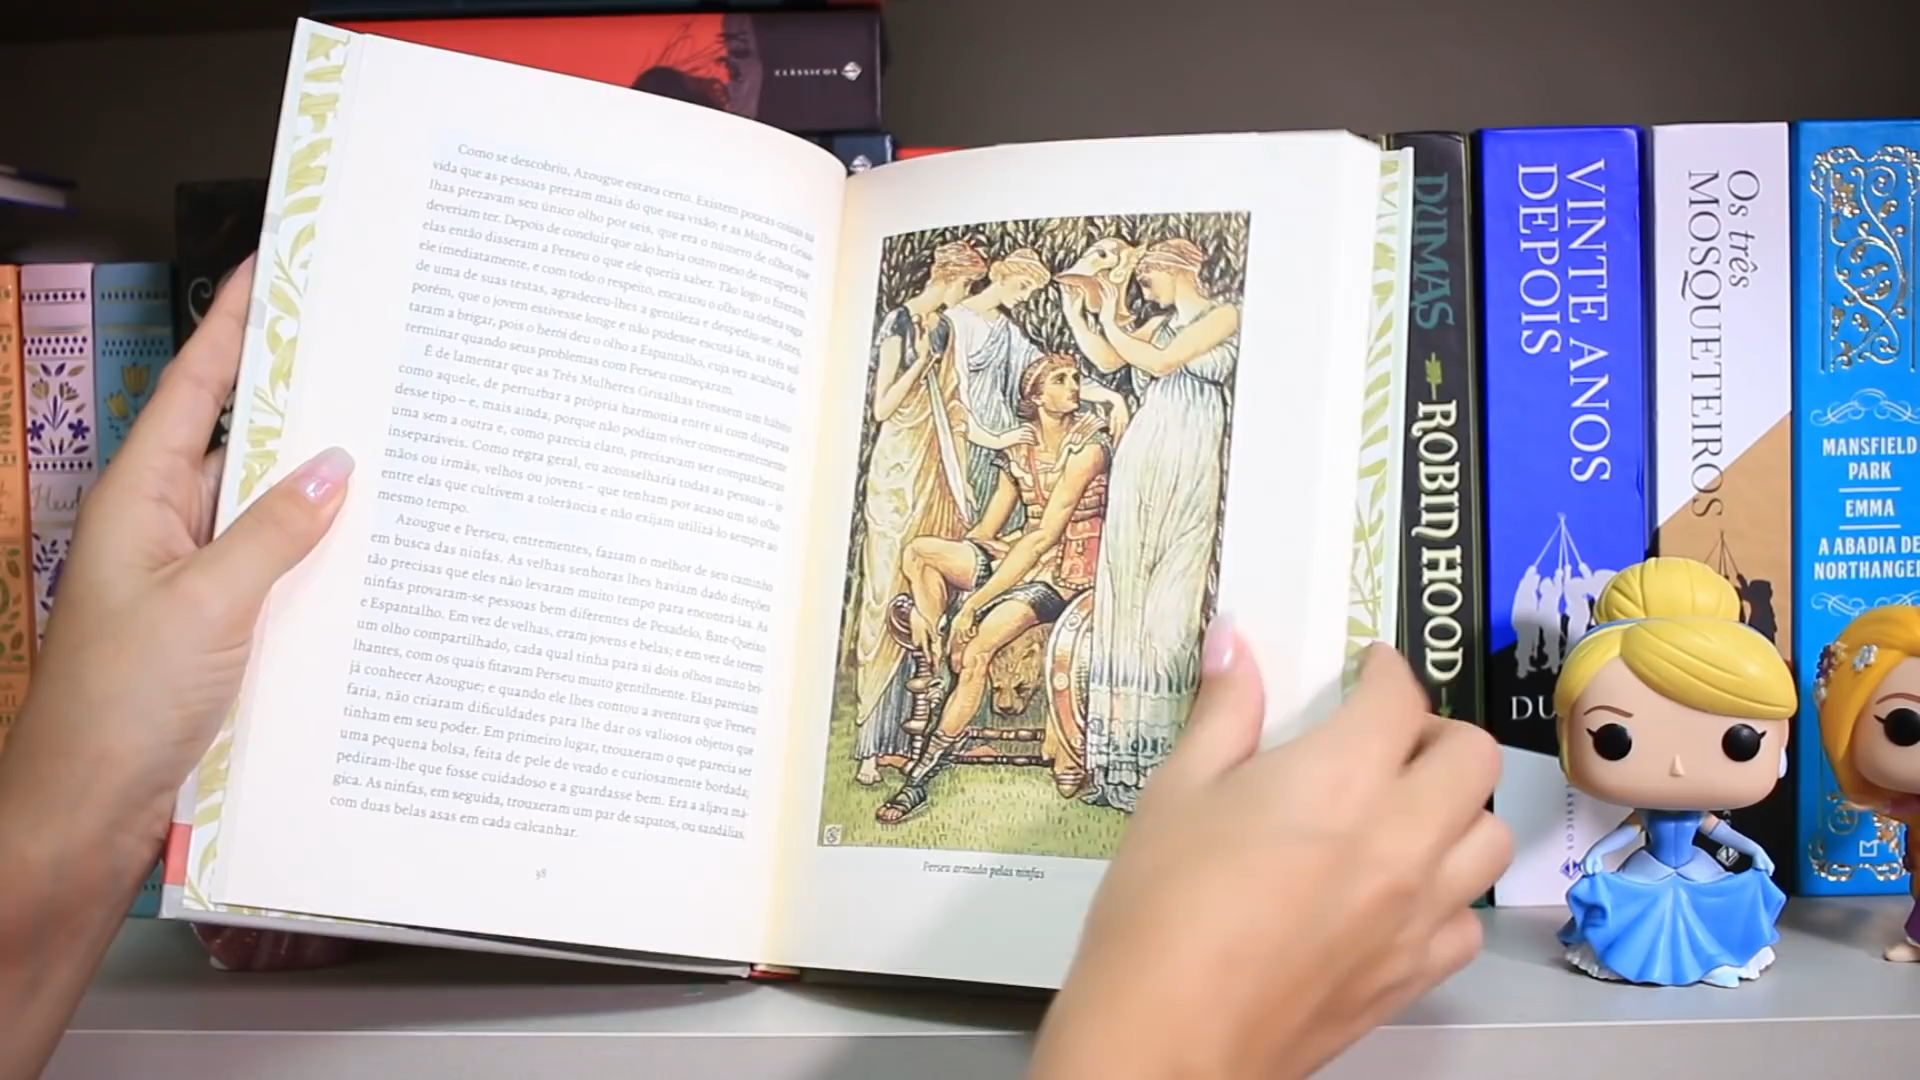 CLÁSSICOS
Como se descobriu, Azougue estava certo. Existem poucas coisas na
vida que as pessoas prezam mais do que sua visão; e as Mulheres Grisa-
lhas prezavam seu único olho por seis, que era o número de olhos que
deveriam ter. Depois de concluir que não havia outro meio de recuperá-lo,
elas então disseram a Perseu o que ele queria saber. Tão logo o fizeram,
ele imediatamente, e com todo o respeito, encaixou o olho na órbita vaga
de uma de suas testas, agradeceu-lhes a gentileza e despediu-se. Antes,
porém, que o jovem estivesse longe e não pudesse escutá-las, as três vol-
taram a brigar, pois o herói deu o olho a Espantalho, cuja vez acabara de
terminar quando seus problemas com Perseu começaram.
É de lamentar que as Três Mulheres Grisalhas tivessem um hábito
como aquele, de perturbar a própria harmonia entre si com disputas
desse tipo – e, mais ainda, porque não podiam viver convenientemente
uma sem a outra e, como parecia claro, precisavam ser companheiras
inseparáveis. Como regra geral, eu aconselharia todas as pessoas – ir-
mãos ou irmãs, velhos ou jovens – que tenham por acaso um só olho
entre elas que cultivem a tolerância e não exijam utilizá-lo sempre ao
mesmo tempo.
Azougue e Perseu, entrementes, faziam o melhor de seu caminho
em busca das ninfas. As velhas senhoras lhes haviam dado direções
tão precisas que eles não levaram muito tempo para encontrá-las. As
ninfas provaram-se pessoas bem diferentes de Pesadelo, Bate-Queixo
e Espantalho. Em vez de velhas, eram jovens e belas; e em vez de terem
um olho compartilhado, cada qual tinha para si dois olhos muito bri-
lhantes, com os quais fitavam Perseu muito gentilmente. Elas pareciam
já conhecer Azougue; e quando ele lhes contou a aventura que Perseu
faria, não criaram dificuldades para lhe dar os valiosos objetos que
tinham em seu poder. Em primeiro lugar, trouxeram o que parecia ser
uma pequena bolsa, feita de pele de veado e curiosamente bordada;
pediram-lhe que fosse cuidadoso e a guardasse bem. Era a aljava má-
gica. As ninfas, em seguida, trouxeram um par de sapatos, ou sandálias,
com duas belas asas em cada calcanhar.
38
Perseu armado pelas ninfas
DUMAS
ROBIN HOOD
VINTE ANOS
DEPOIS
DU
CLÁSSICOS
Os três
MOSQUETEIROS
MANSFIELD
PARK
EMMA
A ABADIA DE
NORTHANGER